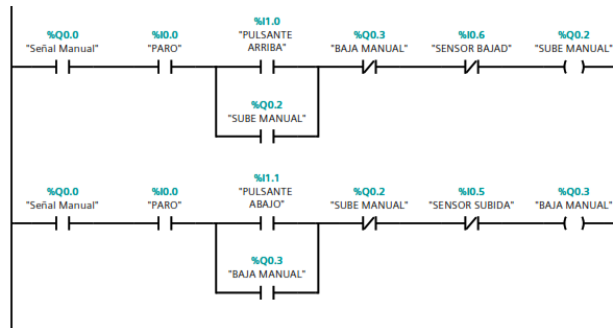 %Q0.0 %I0.0 %I1.0 %Q0.3 %I0.6 %Q0.2
"Señal Manual" "PARO" "PULSANTE ARRIBA" "BAJA MANUAL" "SENSOR BAJAD" "SUBE MANUAL"
%Q0.2
"SUBE MANUAL"
%Q0.0 %I0.0 %I1.1 %Q0.2 %I0.5 %Q0.3
"Señal Manual" "PARO" "PULSANTE ABAJO" "SUBE MANUAL" "SENSOR SUBIDA" "BAJA MANUAL"
%Q0.3
"BAJA MANUAL"